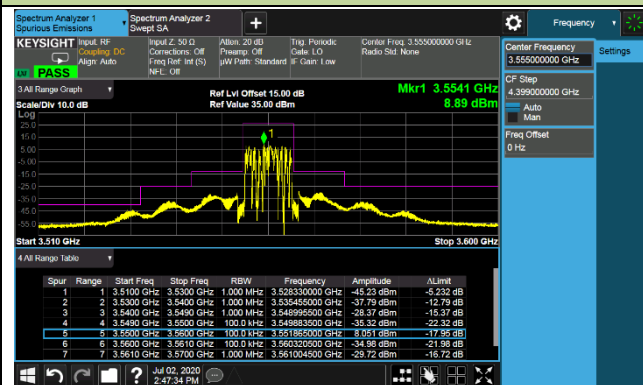 Spectrum Analyzer 1
Spurious Emissions
Spectrum Analyzer 2
Swept SA
+
Frequency
KEYSIGHT
Input: RF
Coupling: DC
Align: Auto
Input Z: 50 Ω
Corrections: Off
Freq Ref: Int (S)
NFE: Off
Atten: 20 dB
Preamp: Off
µW Path: Standard
Trig: Periodic
Gate: LO
IF Gain: Low
Center Freq: 3.555000000 GHz
Radio Std: None
PASS
Center Frequency
3.555000000 GHz
Settings
CF Step
4.399000000 GHz
Auto
Man
Freq Offset
0 Hz
3 All Range Graph
Scale/Div 10.0 dB
Ref Lvl Offset 15.00 dB
Ref Value 35.00 dBm
Mkr1 3.5541 GHz
8.89 dBm
Log
25.0
15.0
5.00
-5.00
-15.0
-25.0
-35.0
-45.0
-55.0
1
Start 3.510 GHz
Stop 3.600 GHz
4 All Range Table
Spur Range Start Freq Stop Freq RBW Frequency Amplitude ΔLimit
1 1 3.5100 GHz 3.5300 GHz 1.000 MHz 3.528330000 GHz -45.23 dBm -5.232 dB
2 2 3.5300 GHz 3.5400 GHz 1.000 MHz 3.535455000 GHz -37.79 dBm -12.79 dB
3 3 3.5400 GHz 3.5490 GHz 1.000 MHz 3.548995500 GHz -28.37 dBm -15.37 dB
4 4 3.5490 GHz 3.5500 GHz 100.0 kHz 3.549883500 GHz -35.32 dBm -22.32 dB
5 5 3.5500 GHz 3.5600 GHz 100.0 kHz 3.551865000 GHz 8.051 dBm -17.95 dB
6 6 3.5600 GHz 3.5610 GHz 100.0 kHz 3.560320500 GHz -34.98 dBm -21.98 dB
7 7 3.5610 GHz 3.5700 GHz 1.000 MHz 3.561004500 GHz -29.72 dBm -16.72 dB
?
Jul 02, 2020
2:47:34 PM